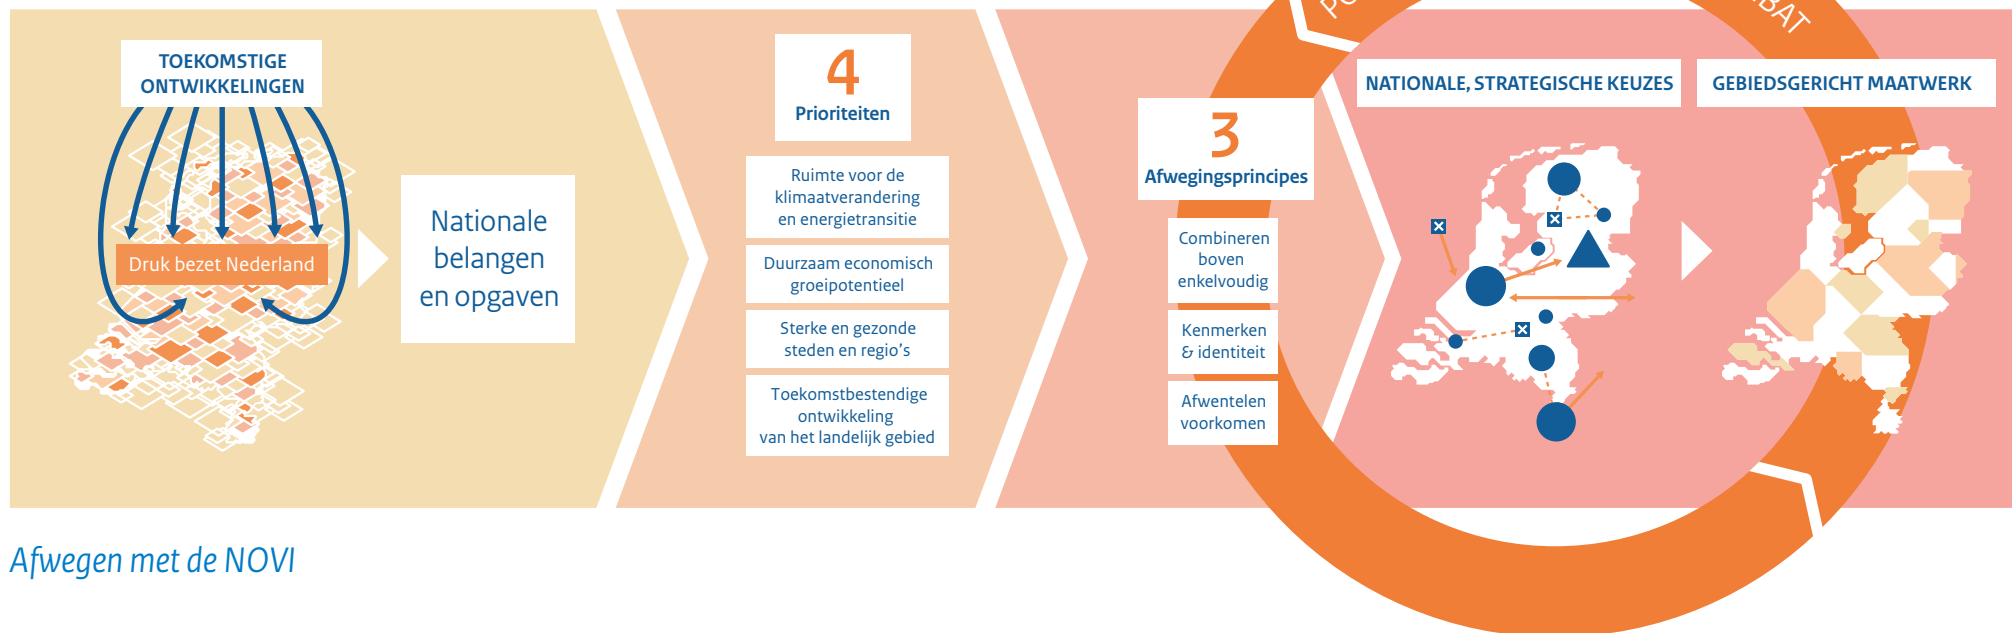 TOEKOMSTIGE
ONTWIKKELINGEN
Druk bezet Nederland
Nationale
belangen
en opgaven
4
Prioriteiten
Ruimte voor de
klimaatverandering
en energietransitie
Duurzaam economisch
groeipotentieel
Sterke en gezonde
steden en regio's
Toekomstbestendige
ontwikkeling
van het landelijk gebied
3
Afwegingsprincipes
Combineren
boven
enkelvoudig
Kenmerken
& identiteit
Afwentelen
voorkomen
NATIONALE, STRATEGISCHE KEUZES
GEBIEDSGERICHT MAATWERK
Afwegen met de NOVI